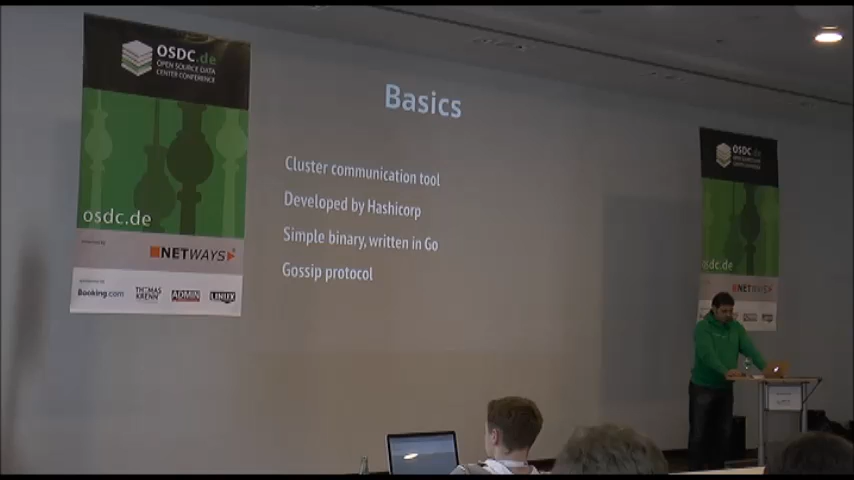 OSDC.de
OPEN SOURCE DATA
CENTER CONFERENCE
osdc.de
NETWAYS
Booking.com
THOMAS
KRENN
ADMIN
LINUX
Basics
Cluster communication tool
Developed by Hashicorp
Simple binary, written in Go
Gossip protocol
OSDC.de
osdc.de
NETWAYS